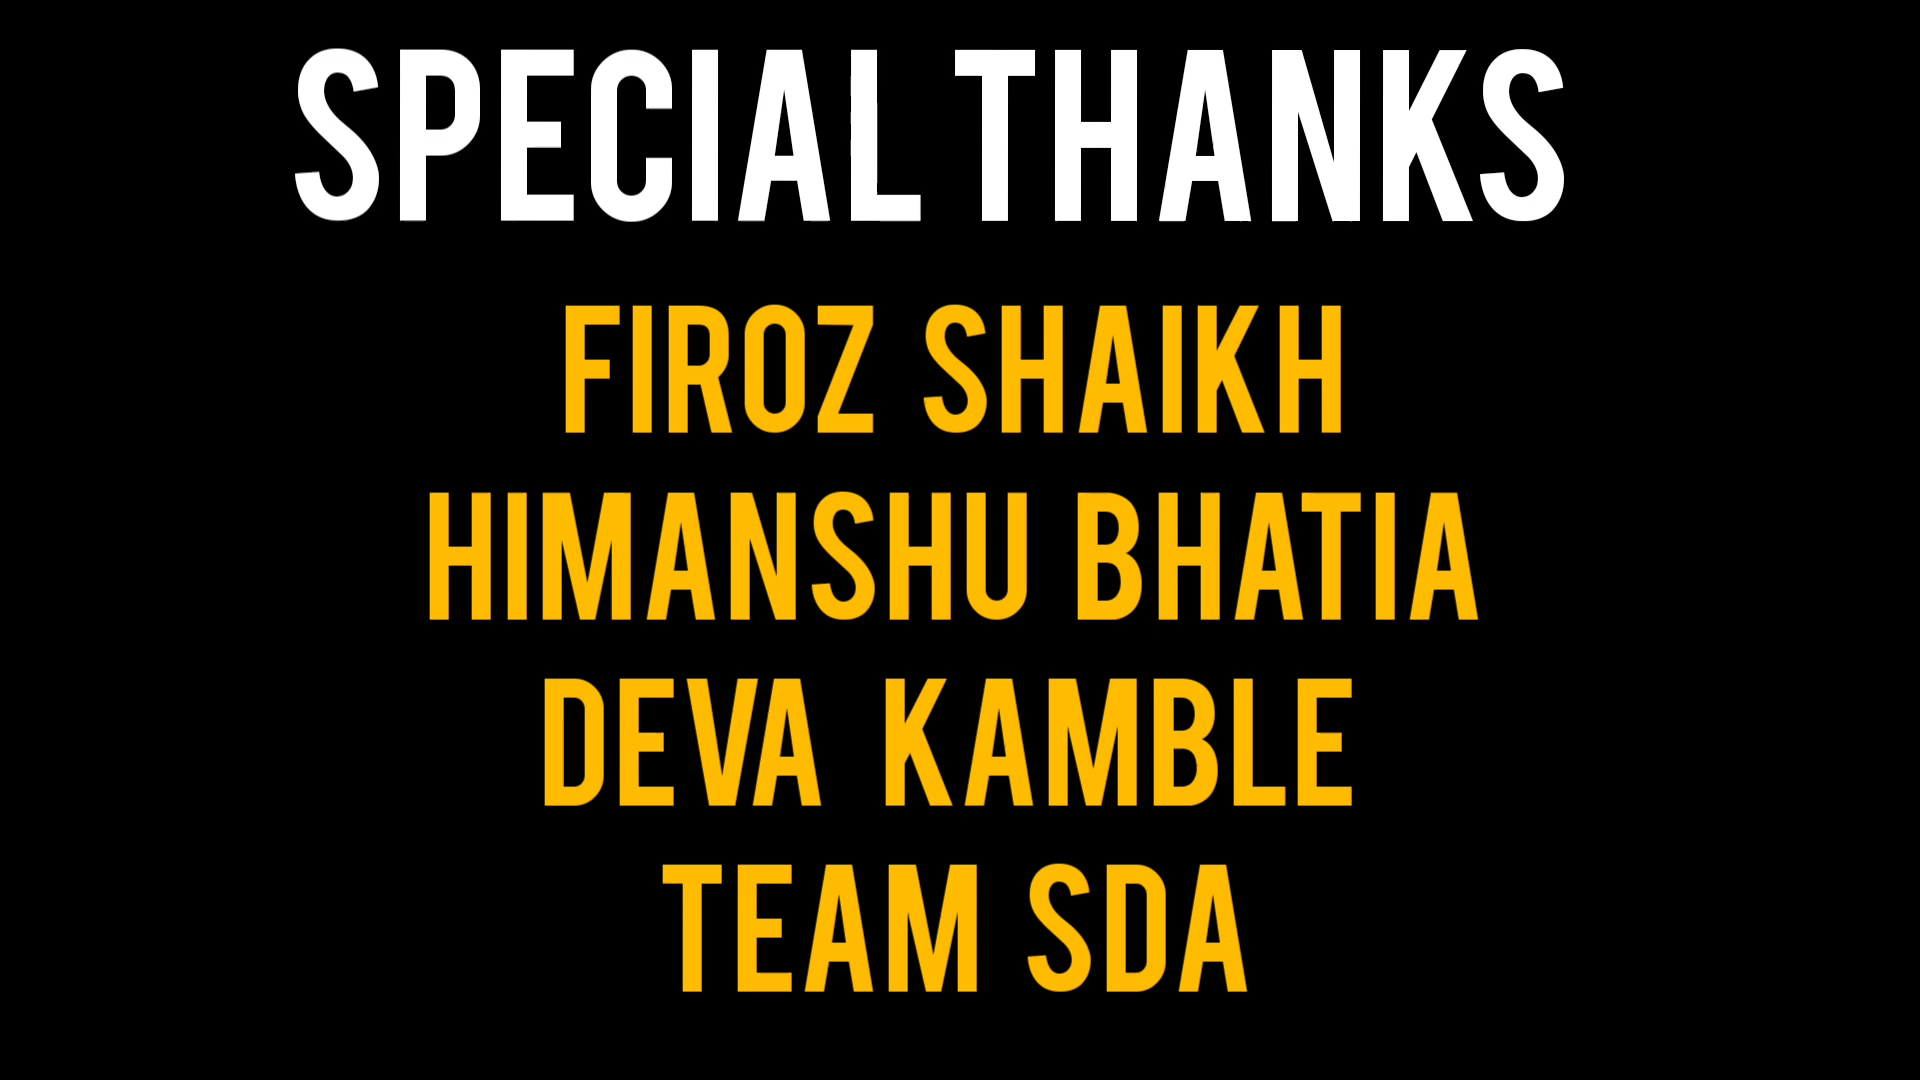 SPECIAL THANKS
FIROZ SHAIKH
HIMANSHU BHATIA
DEVA KAMBLE
TEAM SDA